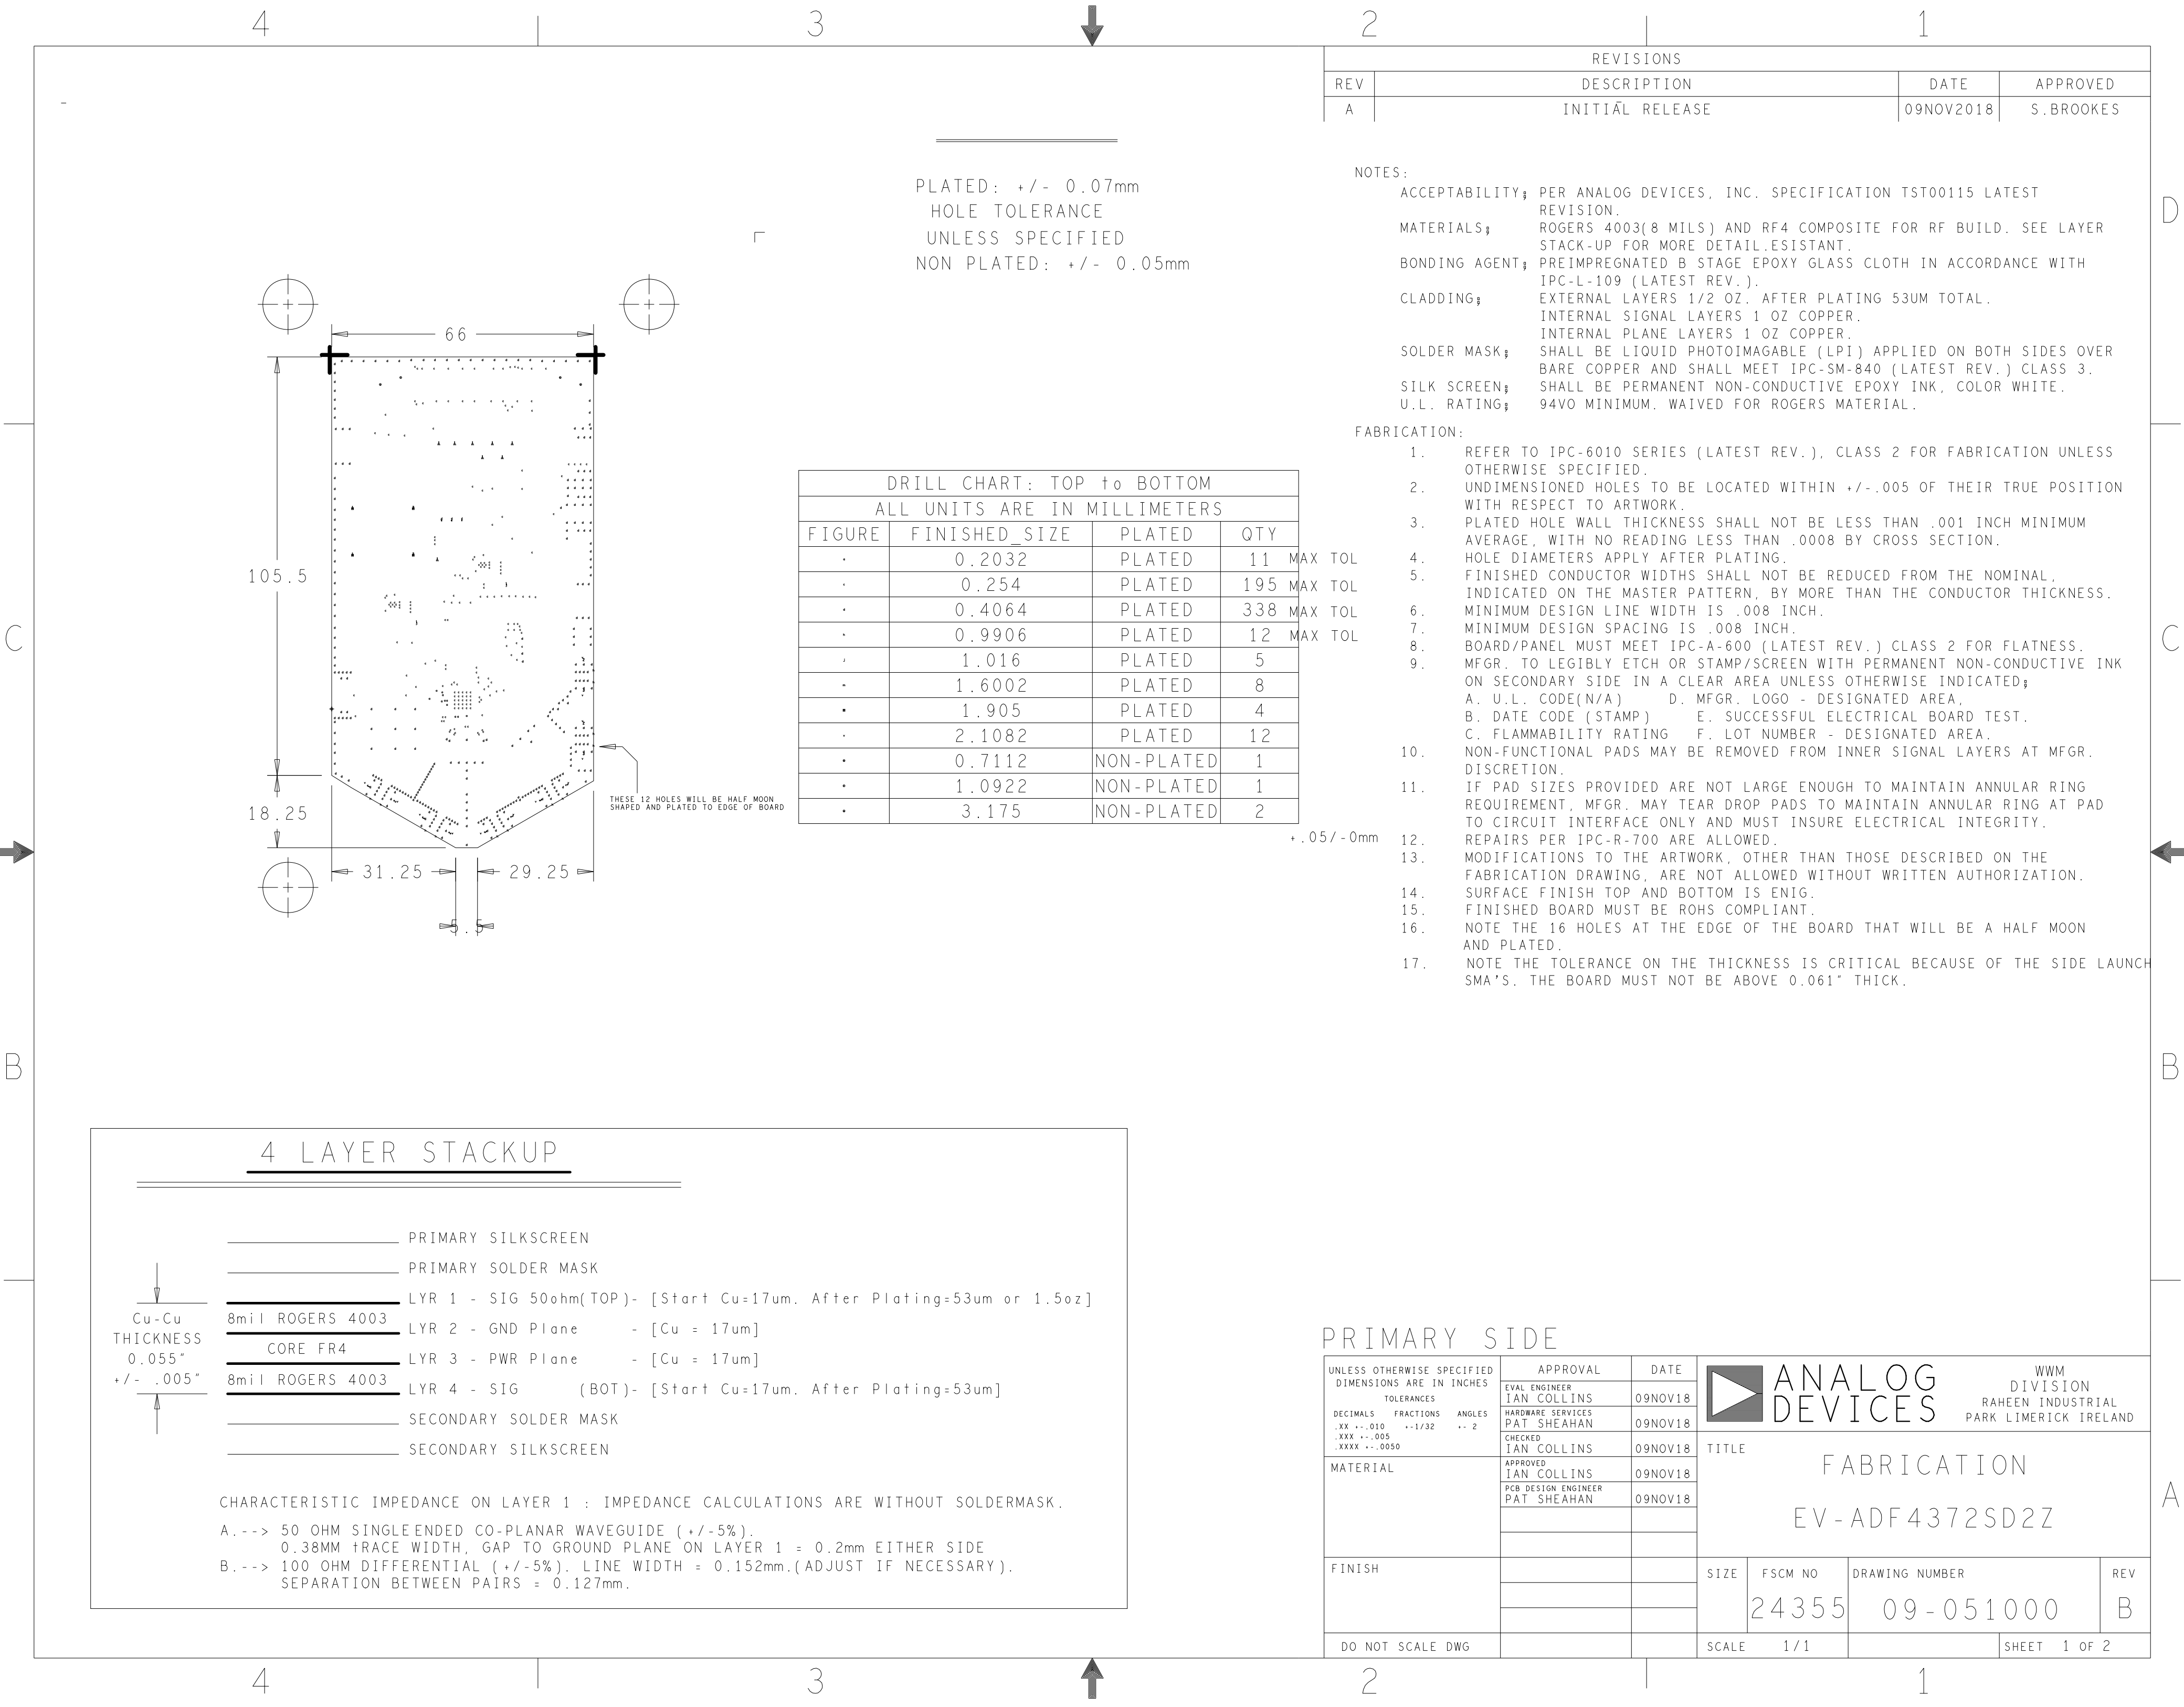 4 3 2 1
REVISIONS
REV DESCRIPTION DATE APPROVED
A INITIAL RELEASE 09NOV2018 S.BROOKES
PLATED: +/- 0.07mm
HOLE TOLERANCE
UNLESS SPECIFIED
NON PLATED: +/- 0.05mm
NOTES:
ACCEPTABILITY; PER ANALOG DEVICES, INC. SPECIFICATION TST00115 LATEST
REVISION.
MATERIALS; ROGERS 4003(8 MILS) AND RF4 COMPOSITE FOR RF BUILD. SEE LAYER
STACK-UP FOR MORE DETAIL.ESISTANT.
BONDING AGENT; PREIMPREGNATED B STAGE EPOXY GLASS CLOTH IN ACCORDANCE WITH
IPC-L-109 (LATEST REV.).
CLADDING; EXTERNAL LAYERS 1/2 OZ. AFTER PLATING 53UM TOTAL.
INTERNAL SIGNAL LAYERS 1 OZ COPPER.
INTERNAL PLANE LAYERS 1 OZ COPPER.
SOLDER MASK; SHALL BE LIQUID PHOTOIMAGABLE (LPI) APPLIED ON BOTH SIDES OVER
BARE COPPER AND SHALL MEET IPC-SM-840 (LATEST REV.) CLASS 3.
SILK SCREEN; SHALL BE PERMANENT NON-CONDUCTIVE EPOXY INK, COLOR WHITE.
U.L. RATING; 94VO MINIMUM. WAIVED FOR ROGERS MATERIAL.
FABRICATION:
1. REFER TO IPC-6010 SERIES (LATEST REV.), CLASS 2 FOR FABRICATION UNLESS
OTHERWISE SPECIFIED.
2. UNDIMENSIONED HOLES TO BE LOCATED WITHIN +/-.005 OF THEIR TRUE POSITION
WITH RESPECT TO ARTWORK.
3. PLATED HOLE WALL THICKNESS SHALL NOT BE LESS THAN .001 INCH MINIMUM
AVERAGE, WITH NO READING LESS THAN .0008 BY CROSS SECTION.
4. HOLE DIAMETERS APPLY AFTER PLATING.
5. FINISHED CONDUCTOR WIDTHS SHALL NOT BE REDUCED FROM THE NOMINAL,
INDICATED ON THE MASTER PATTERN, BY MORE THAN THE CONDUCTOR THICKNESS.
6. MINIMUM DESIGN LINE WIDTH IS .008 INCH.
7. MINIMUM DESIGN SPACING IS .008 INCH.
8. BOARD/PANEL MUST MEET IPC-A-600 (LATEST REV.) CLASS 2 FOR FLATNESS.
9. MFGR. TO LEGIBLY ETCH OR STAMP/SCREEN WITH PERMANENT NON-CONDUCTIVE INK
ON SECONDARY SIDE IN A CLEAR AREA UNLESS OTHERWISE INDICATED;
A. U.L. CODE(N/A) D. MFGR. LOGO - DESIGNATED AREA,
B. DATE CODE (STAMP) E. SUCCESSFUL ELECTRICAL BOARD TEST.
C. FLAMMABILITY RATING F. LOT NUMBER - DESIGNATED AREA.
10. NON-FUNCTIONAL PADS MAY BE REMOVED FROM INNER SIGNAL LAYERS AT MFGR.
DISCRETION.
11. IF PAD SIZES PROVIDED ARE NOT LARGE ENOUGH TO MAINTAIN ANNULAR RING
REQUIREMENT, MFGR. MAY TEAR DROP PADS TO MAINTAIN ANNULAR RING AT PAD
TO CIRCUIT INTERFACE ONLY AND MUST INSURE ELECTRICAL INTEGRITY.
12. REPAIRS PER IPC-R-700 ARE ALLOWED.
13. MODIFICATIONS TO THE ARTWORK, OTHER THAN THOSE DESCRIBED ON THE
FABRICATION DRAWING, ARE NOT ALLOWED WITHOUT WRITTEN AUTHORIZATION.
14. SURFACE FINISH TOP AND BOTTOM IS ENIG.
15. FINISHED BOARD MUST BE ROHS COMPLIANT.
16. NOTE THE 16 HOLES AT THE EDGE OF THE BOARD THAT WILL BE A HALF MOON
AND PLATED.
17. NOTE THE TOLERANCE ON THE THICKNESS IS CRITICAL BECAUSE OF THE SIDE LAUNCH
SMA'S. THE BOARD MUST NOT BE ABOVE 0.061" THICK.
66
105.5
18.25
31.25
29.25
5.5
THESE 12 HOLES WILL BE HALF MOON
SHAPED AND PLATED TO EDGE OF BOARD
DRILL CHART: TOP to BOTTOM
ALL UNITS ARE IN MILLIMETERS
FIGURE FINISHED_SIZE PLATED QTY
0.2032 PLATED 11 MAX TOL
0.254 PLATED 195 MAX TOL
0.4064 PLATED 338 MAX TOL
0.9906 PLATED 12 MAX TOL
1.016 PLATED 5
1.6002 PLATED 8
1.905 PLATED 4
2.1082 PLATED 12
0.7112 NON-PLATED 1
1.0922 NON-PLATED 1
3.175 NON-PLATED 2
+.05/-0mm
D
C C
B B
A
4 LAYER STACKUP
PRIMARY SILKSCREEN
PRIMARY SOLDER MASK
LYR 1 - SIG 50ohm(TOP)- [Start Cu=17um. After Plating=53um or 1.5oz]
8mil ROGERS 4003
LYR 2 - GND Plane - [Cu = 17um]
CORE FR4
LYR 3 - PWR Plane - [Cu = 17um]
8mil ROGERS 4003
LYR 4 - SIG (BOT)- [Start Cu=17um. After Plating=53um]
SECONDARY SOLDER MASK
SECONDARY SILKSCREEN
Cu-Cu
THICKNESS
0.055"
+/- .005"
CHARACTERISTIC IMPEDANCE ON LAYER 1 : IMPEDANCE CALCULATIONS ARE WITHOUT SOLDERMASK.
A.--> 50 OHM SINGLE ENDED CO-PLANAR WAVEGUIDE (+/-5%).
0.38MM tRACE WIDTH, GAP TO GROUND PLANE ON LAYER 1 = 0.2mm EITHER SIDE
B.--> 100 OHM DIFFERENTIAL (+/-5%). LINE WIDTH = 0.152mm.(ADJUST IF NECESSARY).
SEPARATION BETWEEN PAIRS = 0.127mm.
PRIMARY SIDE
UNLESS OTHERWISE SPECIFIED
DIMENSIONS ARE IN INCHES
TOLERANCES
DECIMALS FRACTIONS ANGLES
.XX +-.010 +-1/32 +- 2
.XXX +-.005
.XXXX +-.0050
MATERIAL
FINISH
DO NOT SCALE DWG
APPROVAL DATE
EVAL ENGINEER
IAN COLLINS 09NOV18
HARDWARE SERVICES
PAT SHEAHAN 09NOV18
CHECKED
IAN COLLINS 09NOV18
APPROVED
IAN COLLINS 09NOV18
PCB DESIGN ENGINEER
PAT SHEAHAN 09NOV18
ANALOG
DEVICES
WWM
DIVISION
RAHEEN INDUSTRIAL
PARK LIMERICK IRELAND
TITLE
FABRICATION
EV-ADF4372SD2Z
SIZE FSCM NO DRAWING NUMBER REV
24355 09-051000 B
SCALE 1/1 SHEET 1 OF 2
4 3 2 1